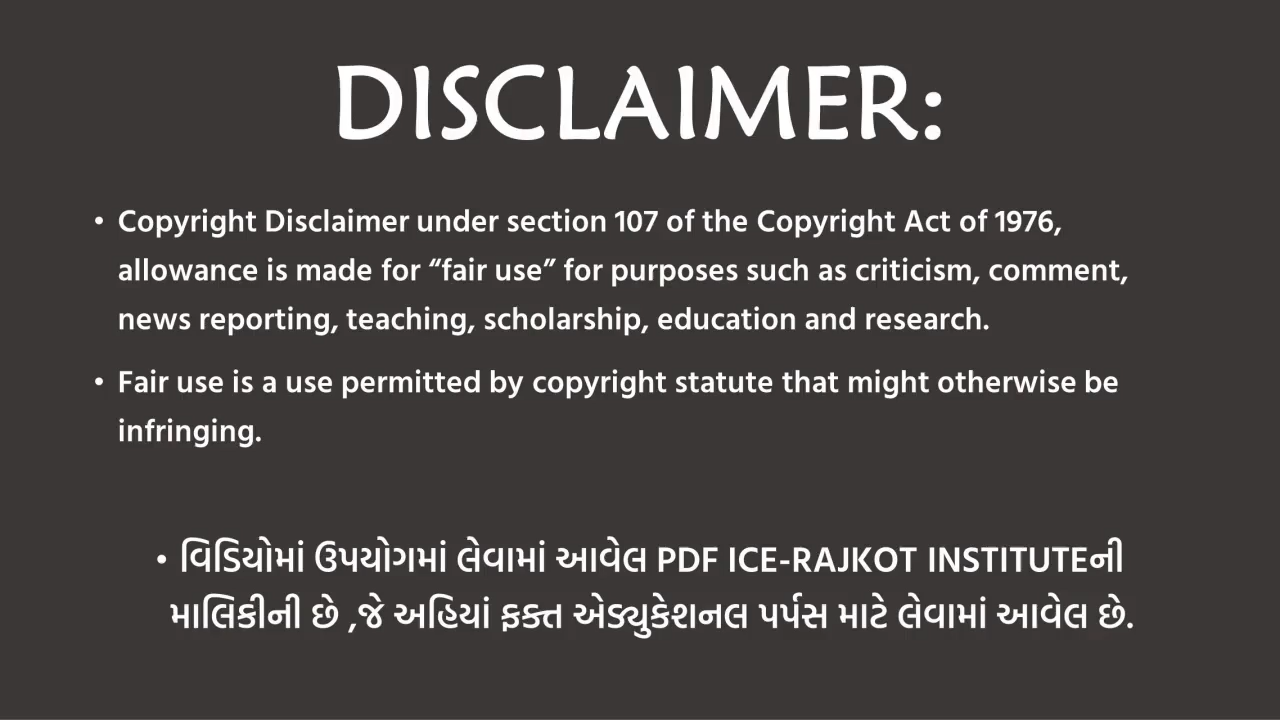 DISCLAIMER:
• Copyright Disclaimer under section 107 of the Copyright Act of 1976,
allowance is made for “fair use” for purposes such as criticism, comment,
news reporting, teaching, scholarship, education and research.
• Fair use is a use permitted by copyright statute that might otherwise be
infringing.
• વિડિયોમાં ઉપયોગમાં લેવામાં આવેલ PDF ICE-RAJKOT INSTITUTEની
માલિકીની છે ,જે અહિયાં ફક્ત એડ્યુકેશનલ પર્પસ માટે લેવામાં આવેલ છે.